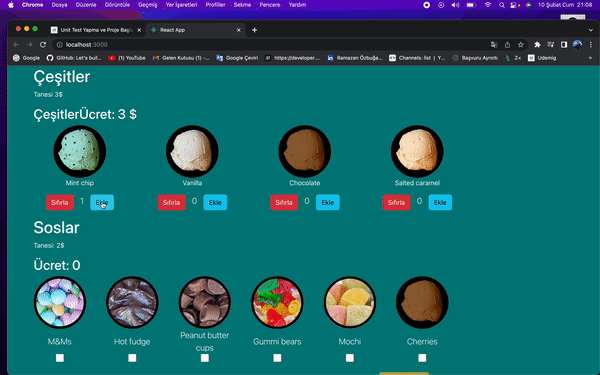 Chrome Dosya Düzenle Görüntüle Geçmiş Yer İşaretleri Profiller Sekme Pencere Yardım
10 Şubat Cum 21:08
Unit Test Yapma ve Proje Başla
React App
localhost:3000
Google GitHub: Let's buil... (1) YouTube Gelen Kutusu (1)... Google Çeviri https://developer.... Ramazan Özbuğa... Channels: list | Y... Başvuru Ayrıntı Udemig
Çeşitler
Tanesi 3$
ÇeşitlerÜcret: 3 $
Mint chip Vanilla Chocolate Salted caramel
Sıfırla 1 Ekle Sıfırla 0 Ekle Sıfırla 0 Ekle Sıfırla 0 Ekle
Soslar
Tanesi: 2$
Ücret: 0
M&Ms Hot fudge Peanut butter cups Gummi bears Mochi Cherries